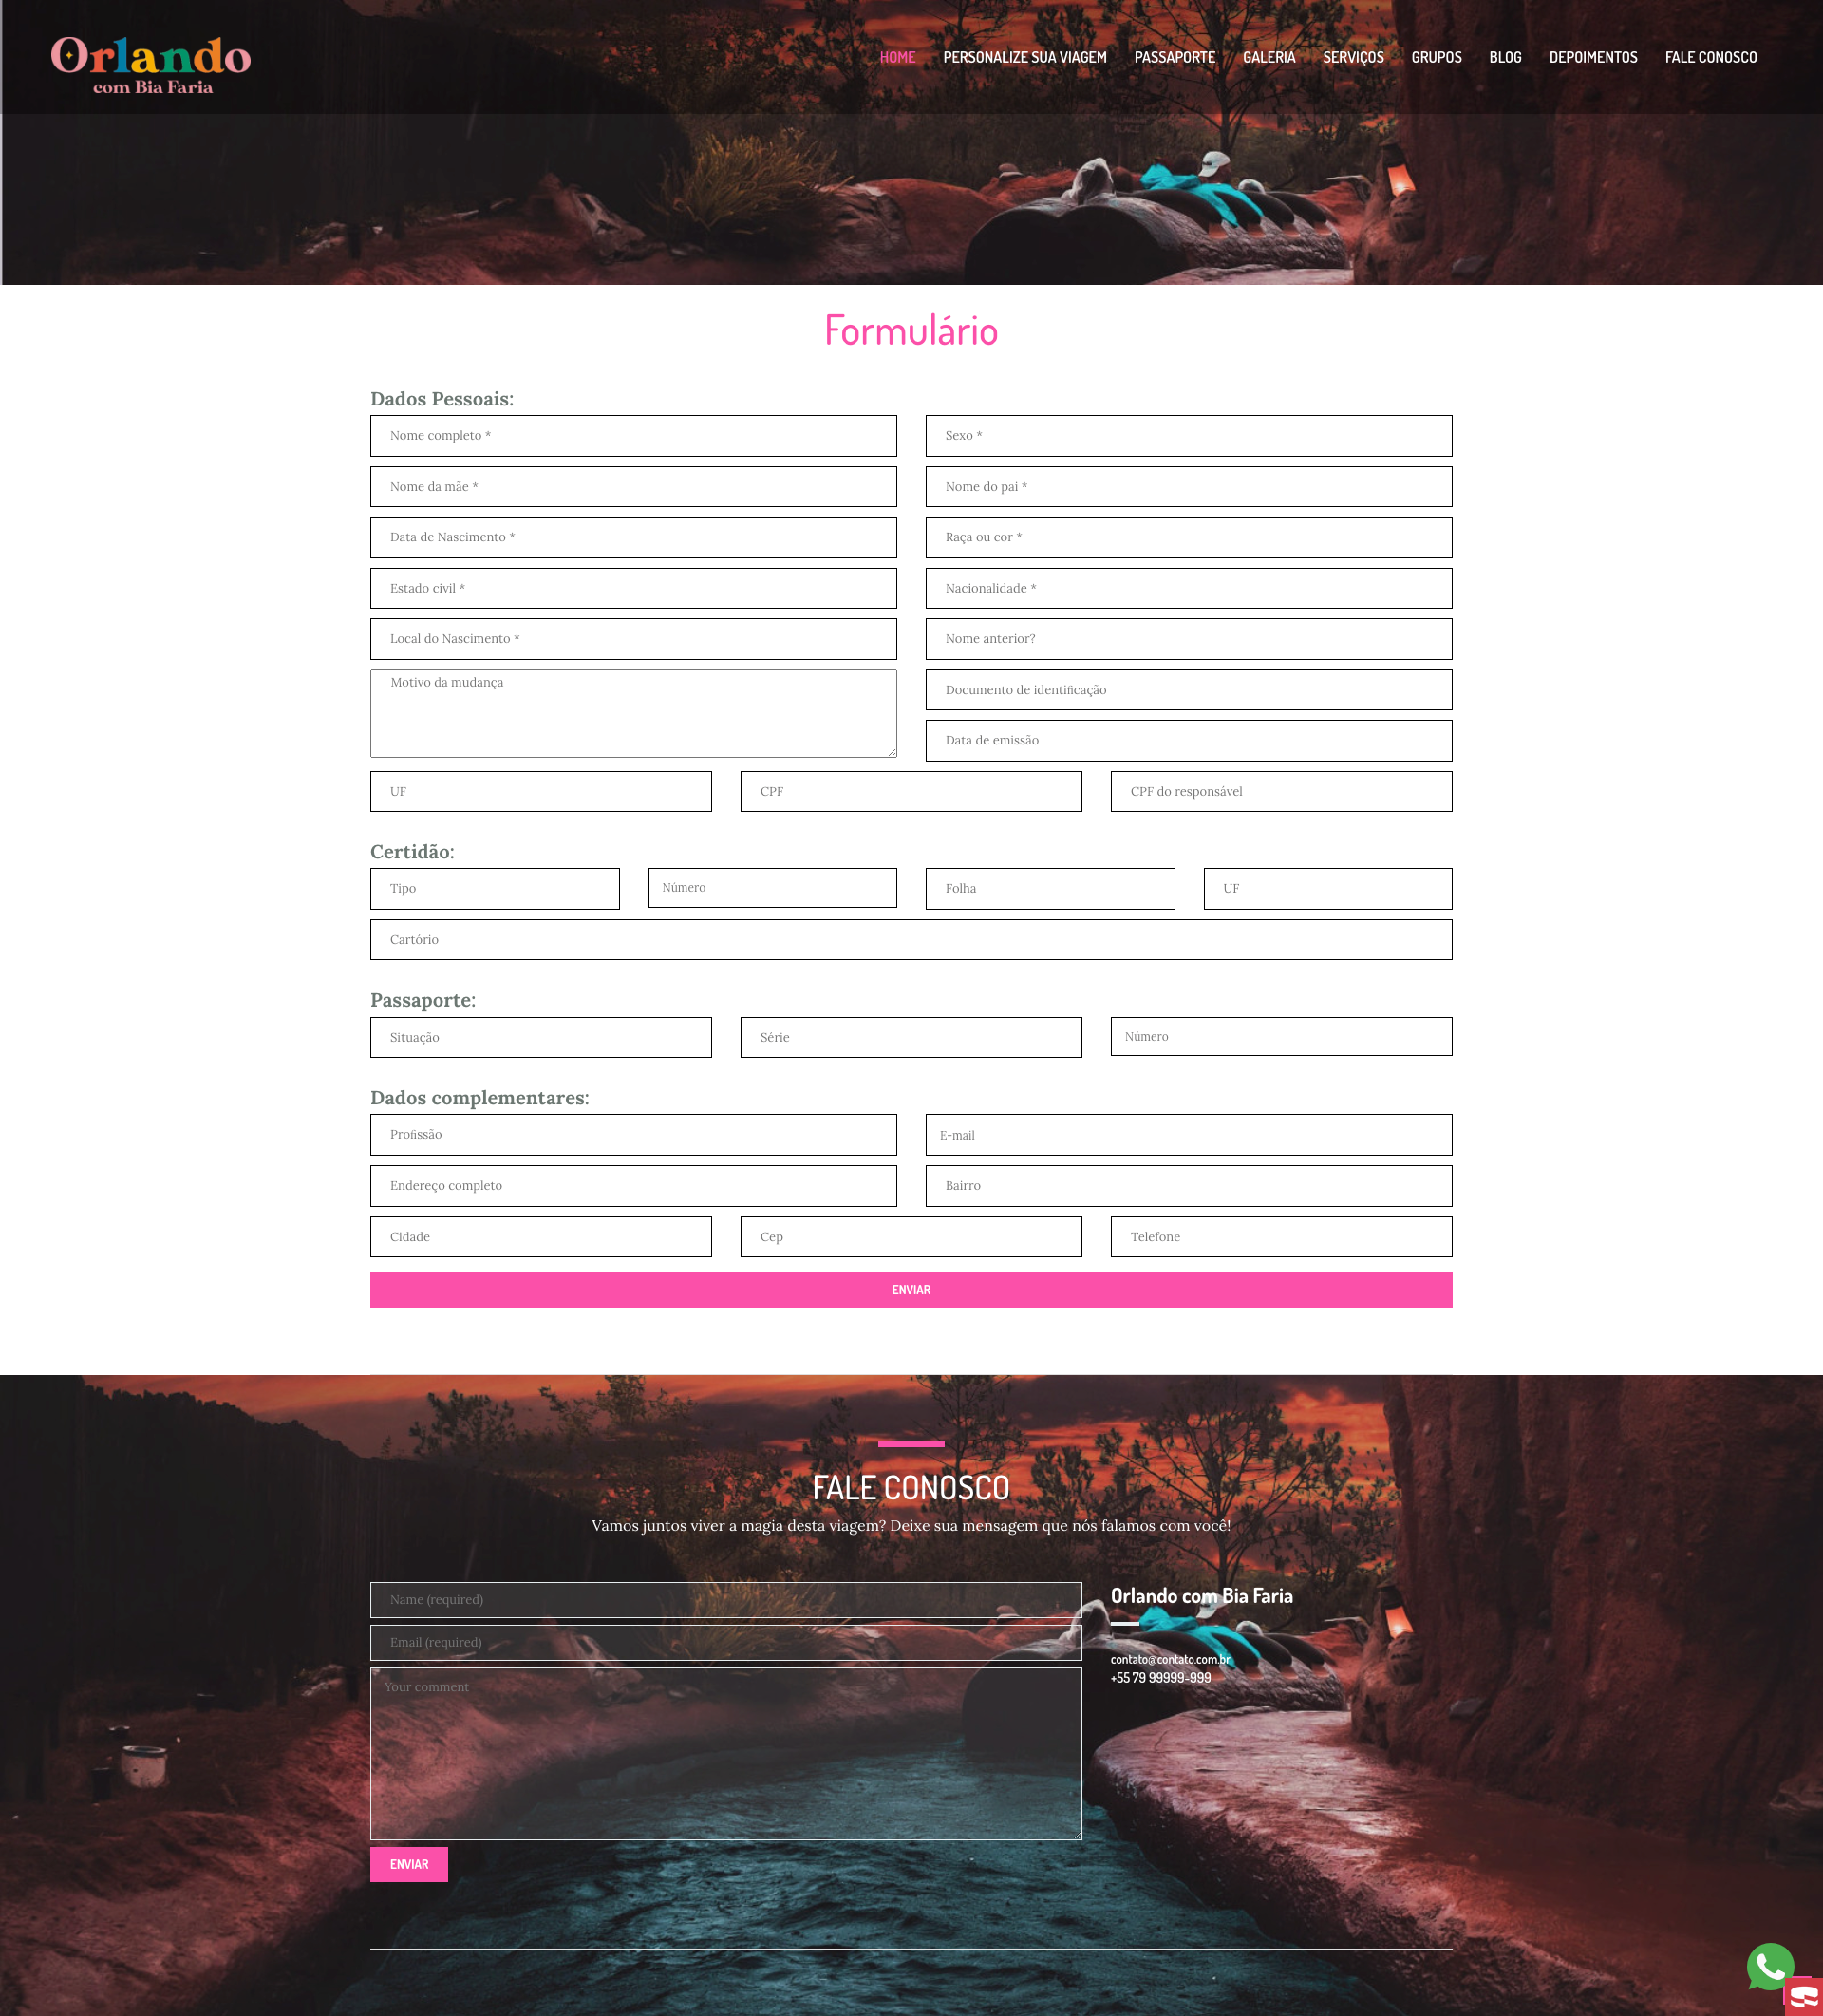 Orlando
com Bia Faria
HOME PERSONALIZE SUA VIAGEM PASSAPORTE GALERIA SERVIÇOS GRUPOS BLOG DEPOIMENTOS FALE CONOSCO
Formulário
Dados Pessoais:
Nome completo * Sexo *
Nome da mãe * Nome do pai *
Data de Nascimento * Raça ou cor *
Estado civil * Nacionalidade *
Local do Nascimento * Nome anterior?
Motivo da mudança Documento de identificação
Data de emissão
UF CPF CPF do responsável
Certidão:
Tipo Número Folha UF
Cartório
Passaporte:
Situação Série Número
Dados complementares:
Profissão E-mail
Endereço completo Bairro
Cidade Cep Telefone
ENVIAR
FALE CONOSCO
Vamos juntos viver a magia desta viagem? Deixe sua mensagem que nós falamos com você!
Name (required)
Email (required)
Your comment
ENVIAR
Orlando com Bia Faria
contato@contato.com.br
+55 79 99999-999